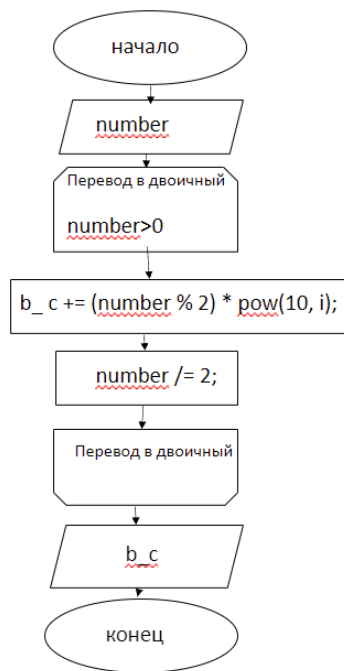 начало
number
Перевод в двоичный
number>0
b_ c += (number % 2) * pow(10, i);
number /= 2;
Перевод в двоичный
b_c
конец